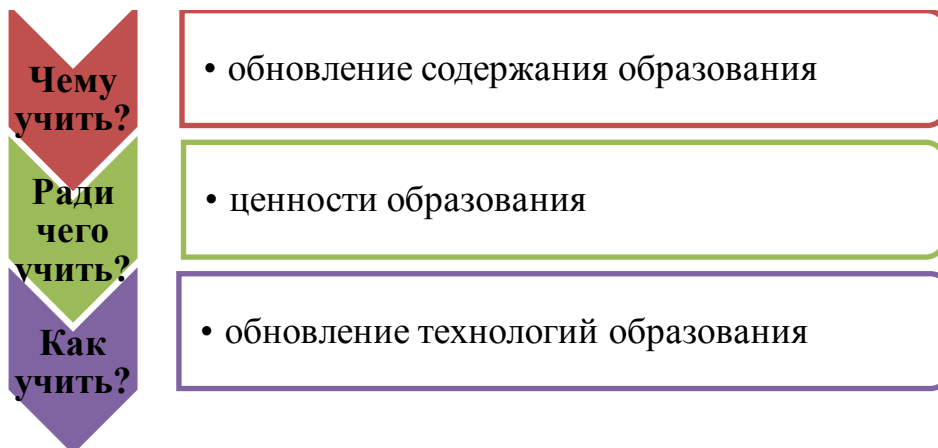 Чему
учить?
• обновление содержания образования
Ради
чего
учить?
• ценности образования
Как
учить?
• обновление технологий образования